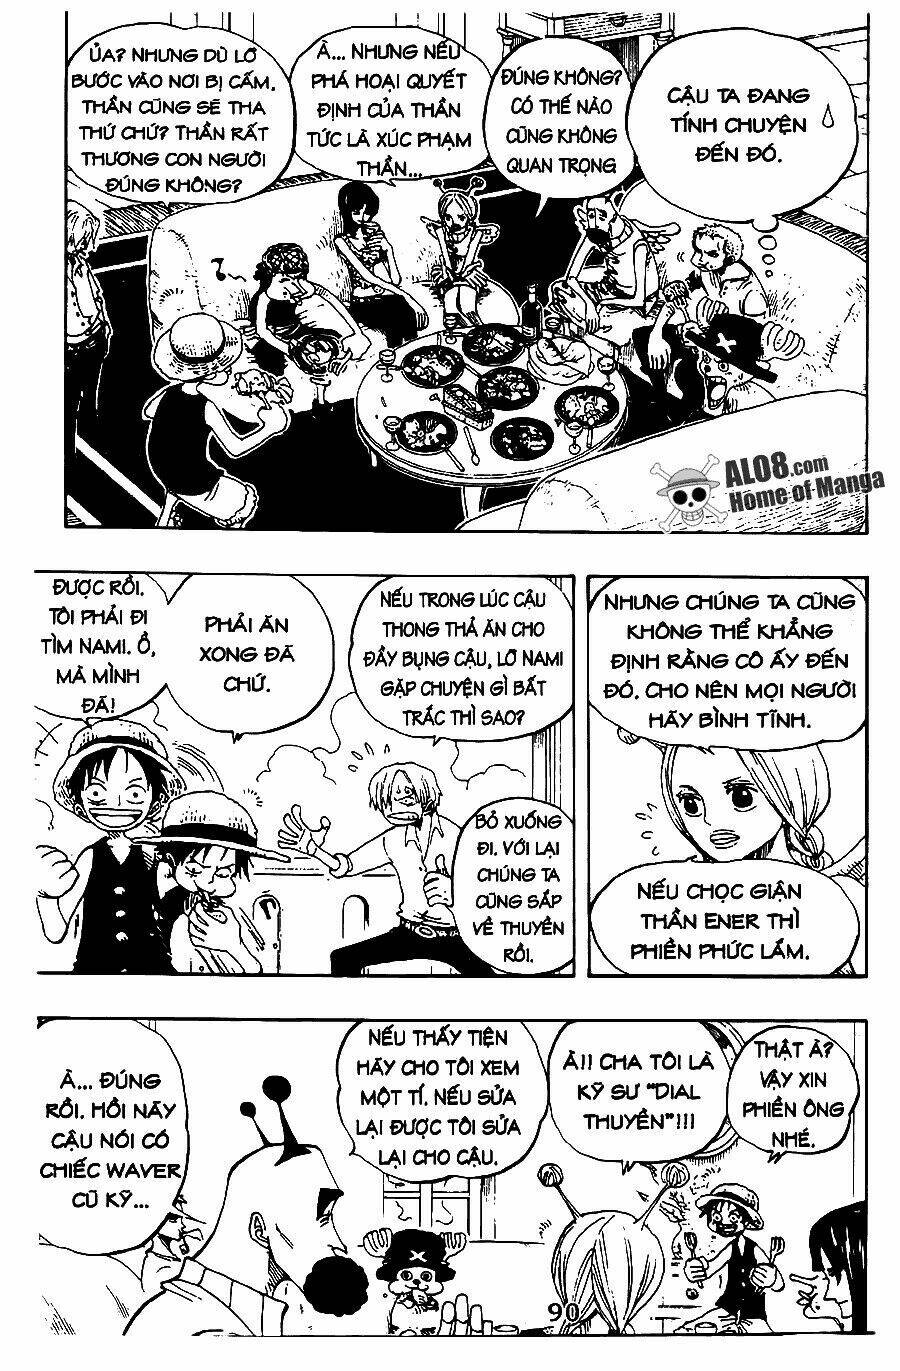 ỦA? NHƯNG DÙ LỠ
BƯỚC VÀO NƠI BỊ CẤM,
THẦN CŨNG SẼ THA
THỨ CHỨ? THẦN RẤT
THƯƠNG CON NGƯỜI
ĐÚNG KHÔNG?
À... NHƯNG NẾU
PHÁ HOẠI QUYẾT
ĐỊNH CỦA THẦN
TỨC LÀ XÚC PHẠM
THẦN...
ĐÚNG KHÔNG?
CÓ THẾ NÀO
CŨNG KHÔNG
QUAN TRỌNG
CẬU TA ĐANG
TÍNH CHUYỆN
ĐẾN ĐÓ.
AL08.com
Home of Manga
ĐƯỢC RỒI.
TÔI PHẢI ĐI
TÌM NAMI. Ồ,
MÀ MÌNH
ĐÃ!
PHẢI ĂN
XONG ĐÃ
CHỨ.
NẾU TRONG LÚC CẬU
THONG THẢ ĂN CHO
ĐẦY BỤNG CẬU, LỠ NAMI
GẶP CHUYỆN GÌ BẤT
TRẮC THÌ SAO?
BỎ XUỐNG
ĐI. VỚI LẠI
CHÚNG TA
CŨNG SẮP
VỀ THUYỀN
RỒI.
NHƯNG CHÚNG TA CŨNG
KHÔNG THỂ KHẲNG
ĐỊNH RẰNG CÔ ẤY ĐẾN
ĐÓ. CHO NÊN MỌI NGƯỜI
HÃY BÌNH TĨNH.
NẾU CHỌC GIẬN
THẦN ENER THÌ
PHIỀN PHỨC LẮM.
À... ĐÚNG
RỒI. HỒI NÃY
CẬU NÓI CÓ
CHIẾC WAVER
CŨ KỸ...
NẾU THẤY TIỆN
HÃY CHO TÔI XEM
MỘT TÍ. NẾU SỬA
LẠI ĐƯỢC TÔI SỬA
LẠI CHO CẬU.
À!! CHA TÔI LÀ
KỸ SƯ "DIAL
THUYỀN"!!!
THẬT À?
VẬY XIN
PHIỀN ÔNG
NHÉ.
90